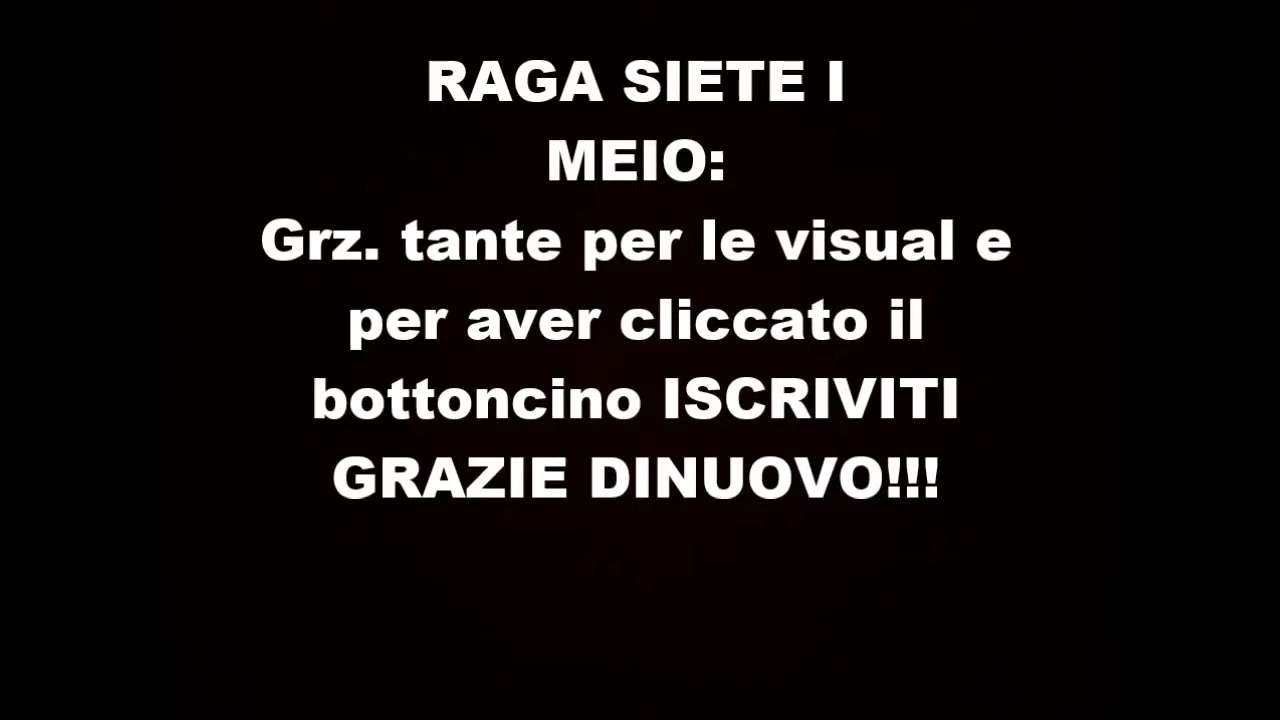 RAGA SIETE I
MEIO:
Grz. tante per le visual e
per aver cliccato il
bottoncino ISCRIVITI
GRAZIE DINUOVO!!!